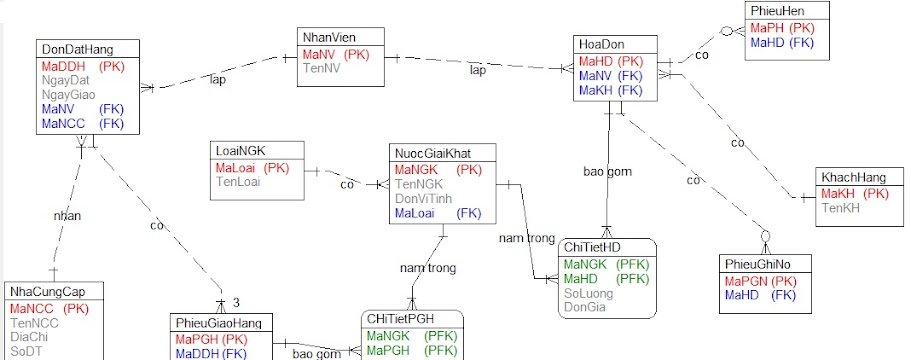 PhieuHen
MaPH (PK)
MaHD (FK)
NhanVien
MaNV (PK)
TenNV
DonDatHang
MaDDH (PK)
NgayDat
NgayGiao
MaNV (FK)
MaNCC (FK)
HoaDon
MaHD (PK)
MaNV (FK)
MaKH (FK)
co
lap
lap
LoaiNGK
MaLoai (PK)
TenLoai
co
NuocGiaiKhat
MaNGK (PK)
TenNGK
DonViTinh
MaLoai (FK)
bao gom
co
co
KhachHang
MaKH (PK)
TenKH
nhan
co
nam trong
nam trong
ChiTietHD
MaNGK (PFK)
MaHD (PFK)
SoLuong
DonGia
PhieuGhiNo
MaPGN (PK)
MaHD (FK)
NhaCungCap
MaNCC (PK)
TenNCC
DiaChi
SoDT
3
PhieuGiaoHang
MaPGH (PK)
MaDDH (FK)
bao gom
CHiTietPGH
MaNGK (PFK)
MaPGH (PFK)